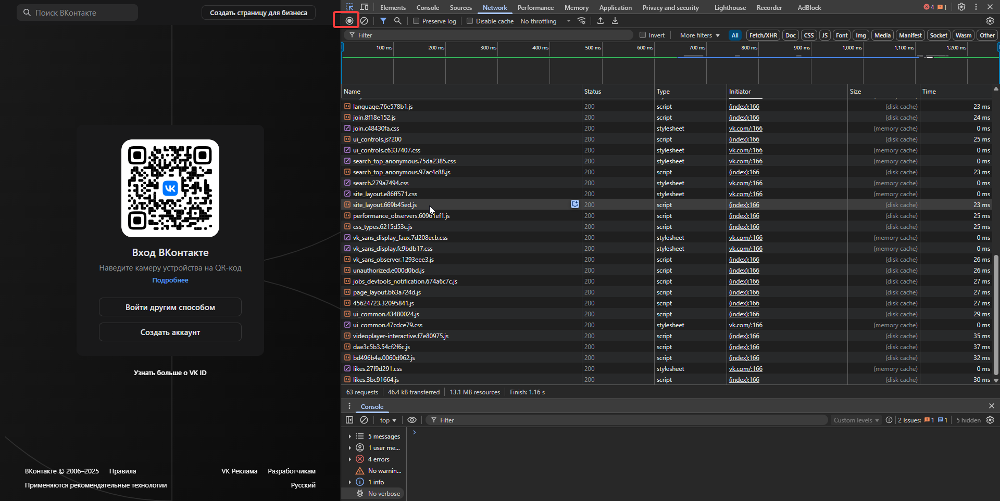 Поиск ВКонтакте
Создать страницу для бизнеса
VK
Вход ВКонтакте
Наведите камеру устройства на QR-код
Подробнее
Войти другим способом
Создать аккаунт
Узнать больше о VK ID
ВКонтакте © 2006–2025 Правила VK Реклама Разработчикам
Применяются рекомендательные технологии Русский
Elements Console Sources Network Performance Memory Application Privacy and security Lighthouse Recorder AdBlock 4 1
Preserve log Disable cache No throttling
Filter Invert More filters All Fetch/XHR Doc CSS JS Font Img Media Manifest Socket Wasm Other
100 ms 200 ms 300 ms 400 ms 500 ms 600 ms 700 ms 800 ms 900 ms 1,000 ms 1,100 ms 1,200 ms
Name Status Type Initiator Size Time
language.76e578b1.js 200 script (index):166 (disk cache) 23 ms
join.8f18e152.js 200 script (index):166 (disk cache) 24 ms
join.c48430fa.css 200 stylesheet vk.com/:166 (memory cache) 0 ms
ui_controls.js?200 200 script (index):166 (disk cache) 25 ms
ui_controls.c6337407.css 200 stylesheet vk.com/:166 (memory cache) 0 ms
search_top_anonymous.75da2385.css 200 stylesheet vk.com/:166 (memory cache) 0 ms
search_top_anonymous.97ac4c88.js 200 script (index):166 (disk cache) 23 ms
search.279a7494.css 200 stylesheet vk.com/:166 (memory cache) 0 ms
site_layout.e86ff571.css 200 stylesheet vk.com/:166 (memory cache) 0 ms
site_layout.669b45ed.js 200 script (index):166 (disk cache) 23 ms
performance_observers.60961ef1.js 200 script (index):166 (disk cache) 25 ms
css_types.6215d53c.js 200 script (index):166 (disk cache) 25 ms
vk_sans_display_faux.7d208ecb.css 200 stylesheet vk.com/:166 (memory cache) 0 ms
vk_sans_display.fc9bdb17.css 200 stylesheet vk.com/:166 (memory cache) 0 ms
vk_sans_observer.1293eee3.js 200 script (index):166 (disk cache) 26 ms
unauthorized.e000d0bd.js 200 script (index):166 (disk cache) 26 ms
jobs_devtools_notification.674a6c7c.js 200 script (index):166 (disk cache) 27 ms
page_layout.b63a724d.js 200 script (index):166 (disk cache) 27 ms
45624723.32095841.js 200 script (index):166 (disk cache) 27 ms
ui_common.43480024.js 200 script (index):166 (disk cache) 29 ms
ui_common.47cdce79.css 200 stylesheet vk.com/:166 (memory cache) 0 ms
videoplayer-interactive.f7e80975.js 200 script (index):166 (disk cache) 35 ms
dae3c5b3.54cf2f6c.js 200 script (index):166 (disk cache) 37 ms
bd496b4a.0060d962.js 200 script (index):166 (disk cache) 32 ms
likes.27f9d291.css 200 stylesheet vk.com/:166 (memory cache) 0 ms
likes.3bc91664.js 200 script (index):166 (disk cache) 30 ms
63 requests 46.4 kB transferred 13.1 MB resources Finish: 1.16 s
Console
top Filter Custom levels 2 Issues: 1 1 5 hidden
5 messages
1 user me...
4 errors
No warnin...
1 info
No verbose